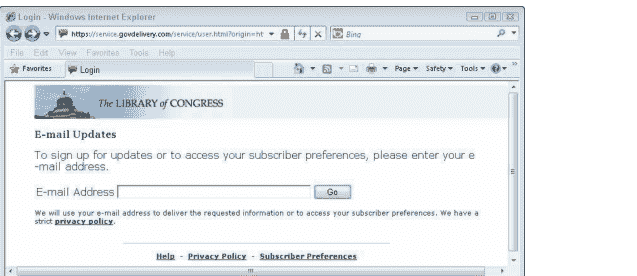 Login - Windows Internet Explorer
https://service.govdelivery.com/service/user.html?origin=ht
Bing
File Edit View Favorites Tools Help
Favorites Login Page Safety Tools
The LIBRARY of CONGRESS
E-mail Updates
To sign up for updates or to access your subscriber preferences, please enter your e
-mail address.
E-mail Address Go
We will use your e-mail address to deliver the requested information or to access your subscriber preferences. We have a
strict privacy policy.
Help - Privacy Policy - Subscriber Preferences